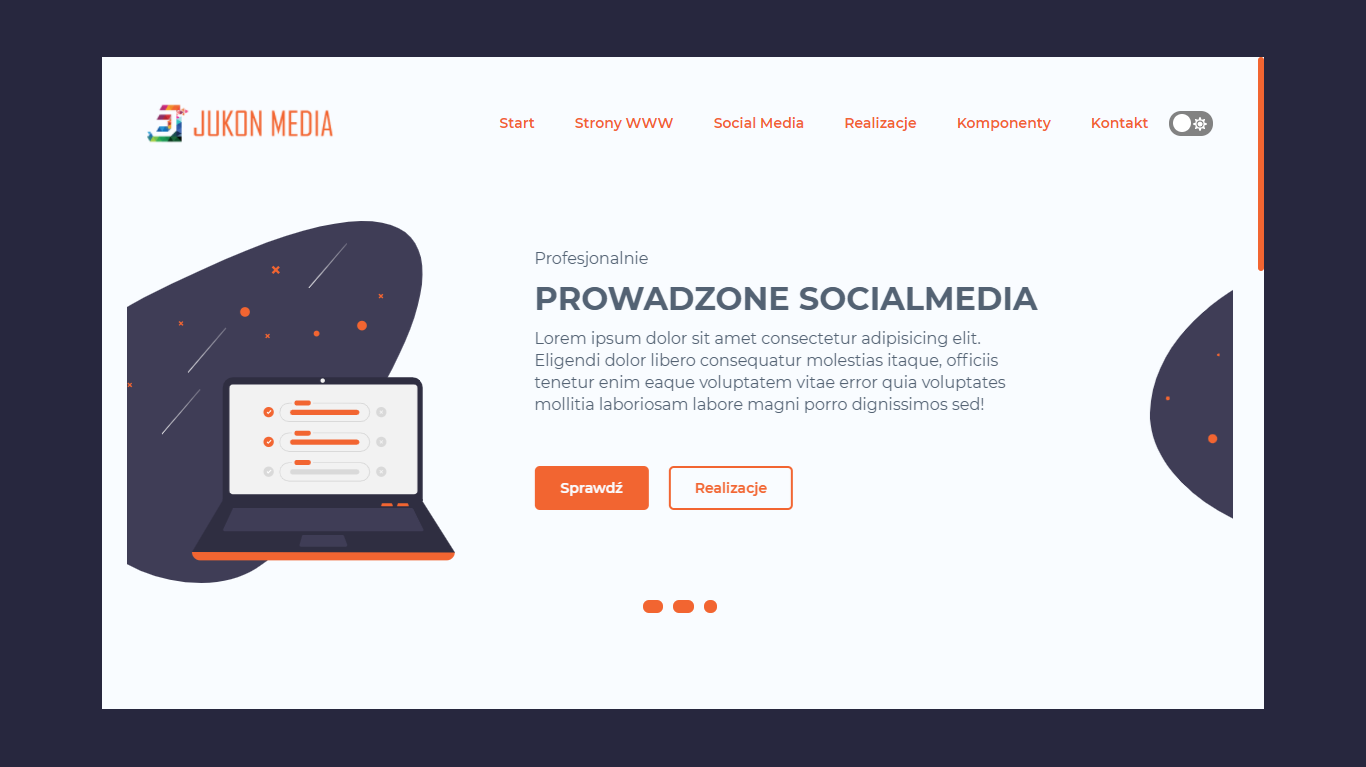 JUKON MEDIA
Start Strony WWW Social Media Realizacje Komponenty Kontakt
Profesjonalnie
PROWADZONE SOCIALMEDIA
Lorem ipsum dolor sit amet consectetur adipisicing elit.
Eligendi dolor libero consequatur molestias itaque, officiis
tenetur enim eaque voluptatem vitae error quia voluptates
mollitia laboriosam labore magni porro dignissimos sed!
Sprawdź Realizacje